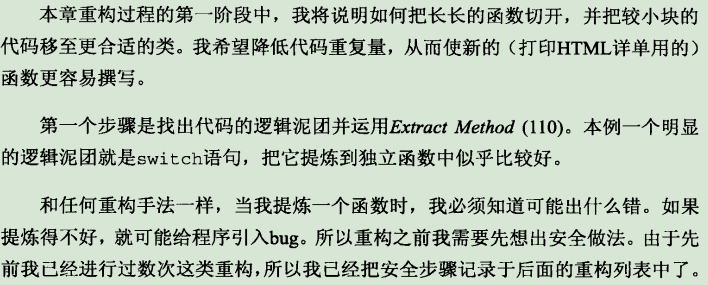 本章重构过程的第一阶段中，我将说明如何把长长的函数切开，并把较小块的
代码移至更合适的类。我希望降低代码重复量，从而使新的（打印HTML详单用的）
函数更容易撰写。
第一个步骤是找出代码的逻辑泥团并运用Extract Method (110)。本例一个明显
的逻辑泥团就是switch语句，把它提炼到独立函数中似乎比较好。
和任何重构手法一样，当我提炼一个函数时，我必须知道可能出什么错。如果
提炼得不好，就可能给程序引入bug。所以重构之前我需要先想出安全做法。由于先
前我已经进行过数次这类重构，所以我已经把安全步骤记录于后面的重构列表中了。